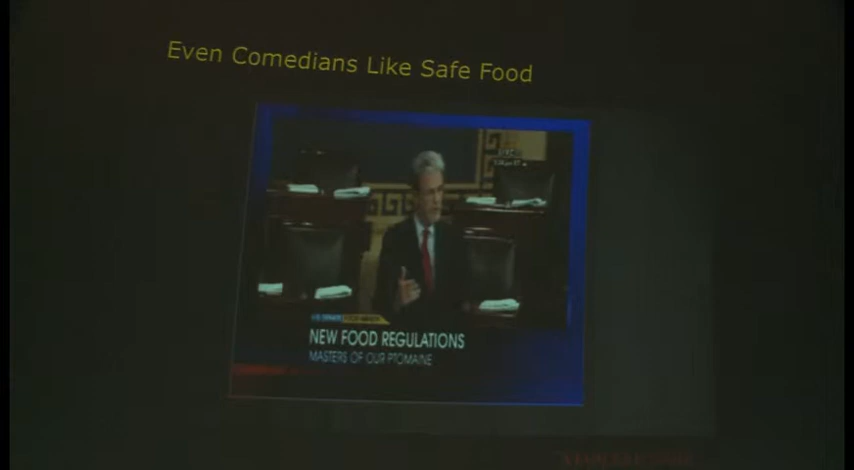 Even Comedians Like Safe Food
NEW FOOD REGULATIONS
MASTERS OF OUR PTOMAINE